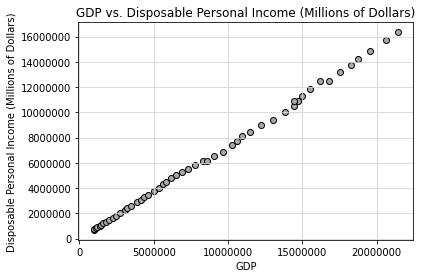 GDP vs. Disposable Personal Income (Millions of Dollars)
Disposable Personal Income (Millions of Dollars)
16000000
14000000
12000000
10000000
8000000
6000000
4000000
2000000
0
0 5000000 10000000 15000000 20000000
GDP